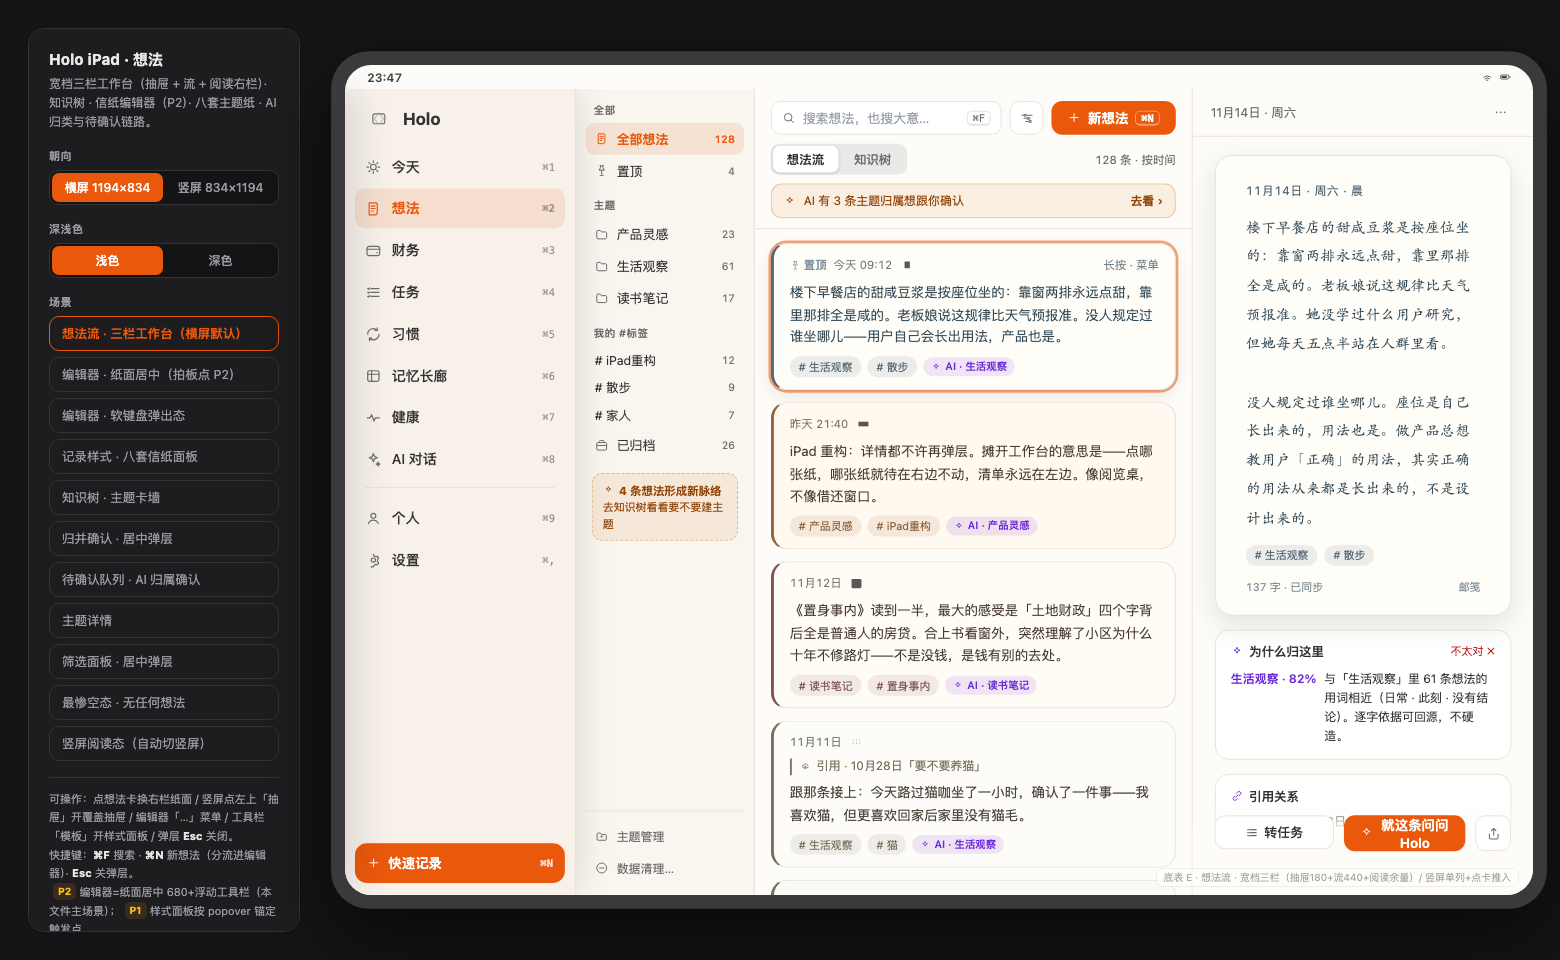 Holo iPad · 想法
宽档三栏工作台（抽屉 + 流 + 阅读右栏）·
知识树 · 信纸编辑器（P2）· 八套主题纸 · AI
归类与待确认链路。
朝向
横屏 1194×834
竖屏 834×1194
深浅色
浅色
深色
场景
想法流 · 三栏工作台（横屏默认）
编辑器 · 纸面居中（拍板点 P2）
编辑器 · 软键盘弹出态
记录样式 · 八套信纸面板
知识树 · 主题卡墙
归并确认 · 居中弹层
待确认队列 · AI 归属确认
主题详情
筛选面板 · 居中弹层
最惨空态 · 无任何想法
竖屏阅读态（自动切竖屏）
可操作：点想法卡换右栏纸面 / 竖屏点左上「抽
屉」开覆盖抽屉 / 编辑器「…」菜单 / 工具栏
「模板」开样式面板 / 弹层 Esc 关闭。
快捷键：⌘F 搜索 · ⌘N 新想法（分流进编辑
器）· Esc 关弹层。
P2 编辑器=纸面居中 680+浮动工具栏（本
文件主场景）； P1 样式面板按 popover 锚定
触发点
23:47
Holo
今天 ⌘1
想法 ⌘2
财务 ⌘3
任务 ⌘4
习惯 ⌘5
记忆长廊 ⌘6
健康 ⌘7
AI 对话 ⌘8
个人 ⌘9
设置 ⌘,
+ 快速记录 ⌘N
全部
全部想法 128
置顶 4
主题
产品灵感 23
生活观察 61
读书笔记 17
我的 #标签
# iPad重构 12
# 散步 9
# 家人 7
已归档 26
4 条想法形成新脉络
去知识树看看要不要建主
题
主题管理
数据清理…
搜索想法，也搜大意… ⌘F
+ 新想法 ⌘N
想法流
知识树
128 条 · 按时间
AI 有 3 条主题归属想跟你确认
去看 ›
置顶 今天 09:12
长按 · 菜单
楼下早餐店的甜咸豆浆是按座位坐的：靠窗两排永远点甜，靠
里那排全是咸的。老板娘说这规律比天气预报准。没人规定过
谁坐哪儿——用户自己会长出用法，产品也是。
# 生活观察
# 散步
AI · 生活观察
昨天 21:40
iPad 重构：详情都不许再弹层。摊开工作台的意思是——点哪
张纸，哪张纸就待在右边不动，清单永远在左边。像阅览桌，
不像借还窗口。
# 产品灵感
# iPad重构
AI · 产品灵感
11月12日
《置身事内》读到一半，最大的感受是「土地财政」四个字背
后全是普通人的房贷。合上书看窗外，突然理解了小区为什么
十年不修路灯——不是没钱，是钱有别的去处。
# 读书笔记
# 置身事内
AI · 读书笔记
11月11日
引用 · 10月28日「要不要养猫」
跟那条接上：今天路过猫咖坐了一小时，确认了一件事——我
喜欢猫，但更喜欢回家后家里没有猫毛。
# 生活观察
# 猫
AI · 生活观察
11月14日 · 周六
···
11月14日 · 周六 · 晨
楼下早餐店的甜咸豆浆是按座位坐
的：靠窗两排永远点甜，靠里那排
全是咸的。老板娘说这规律比天气
预报准。她没学过什么用户研究，
但她每天五点半站在人群里看。
没人规定过谁坐哪儿。座位是自己
长出来的，用法也是。做产品总想
教用户「正确」的用法，其实正确
的用法从来都是长出来的，不是设
计出来的。
# 生活观察
# 散步
137 字 · 已同步
邮笺
为什么归这里
不太对 ×
生活观察 · 82%
与「生活观察」里 61 条想法的
用词相近（日常 · 此刻 · 没有结
论）。逐字依据可回源，不硬
造。
引用关系
转任务
就这条问问
Holo
底表 E · 想法流 · 宽档三栏（抽屉180+流440+阅读余量）/ 竖屏单列+点卡推入